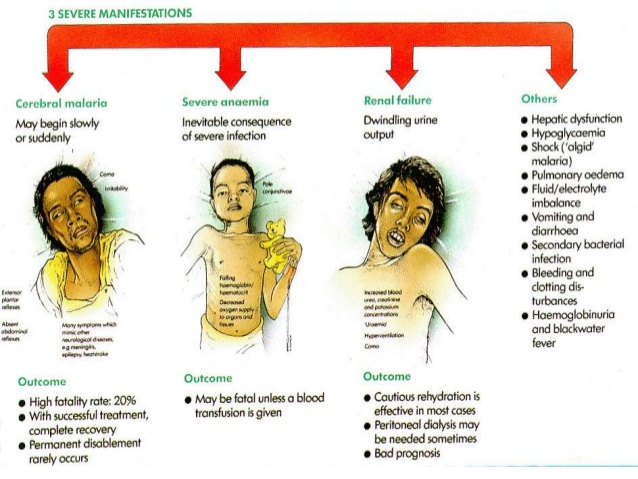 3 SEVERE MANIFESTATIONS
Cerebral malaria
May begin slowly
or suddenly
Coma
Irritability
Extensor
plantar
reflexes
Absent
abdominal
reflexes
Many symptoms which
mimic other
neurological diseases,
e.g meningitis,
epilepsy, heatstroke
Outcome
● High fatality rate: 20%
● With successful treatment,
complete recovery
● Permanent disablement
rarely occurs
Severe anaemia
Inevitable consequence
of severe infection
Pale
conjunctivae
Falling
haemoglobin/
haematocrit
Decreased
oxygen supply
to organs and
tissues
Outcome
● May be fatal unless a blood
transfusion is given
Renal failure
Dwindling urine
output
Increased blood
urea, creatinine
and potassium
concentrations
'Uraemia'
Hyperventilation
Coma
Outcome
● Cautious rehydration is
effective in most cases
● Peritoneal dialysis may
be needed sometimes
● Bad prognosis
Others
● Hepatic dysfunction
● Hypoglycaemia
● Shock ('algid'
malaria)
● Pulmonary oedema
● Fluid/electrolyte
imbalance
● Vomiting and
diarrhoea
● Secondary bacterial
infection
● Bleeding and
clotting dis-
turbances
● Haemoglobinuria
and blackwater
fever